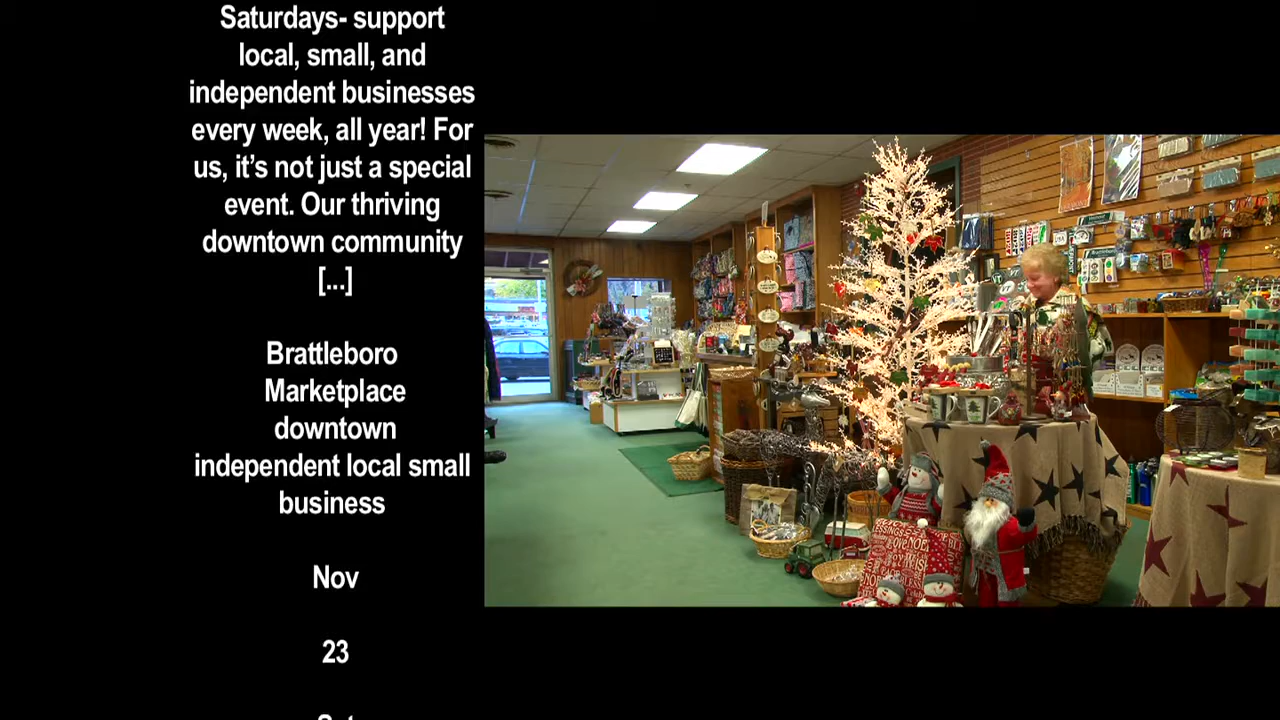 Saturdays- support
local, small, and
independent businesses
every week, all year! For
us, it’s not just a special
event. Our thriving
downtown community
[...]
Brattleboro
Marketplace
downtown
independent local small
business
Nov
23